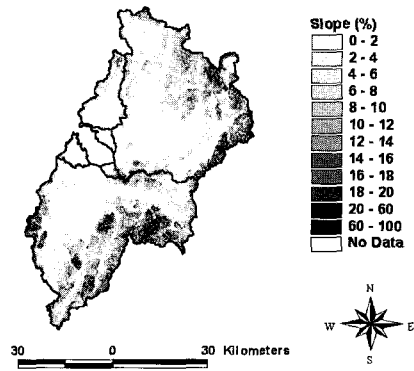 Slope (%)
0 - 2
2 - 4
4 - 6
6 - 8
8 - 10
10 - 12
12 - 14
14 - 16
16 - 18
18 - 20
20 - 60
60 - 100
No Data
N
W E
S
30 0 30 Kilometers